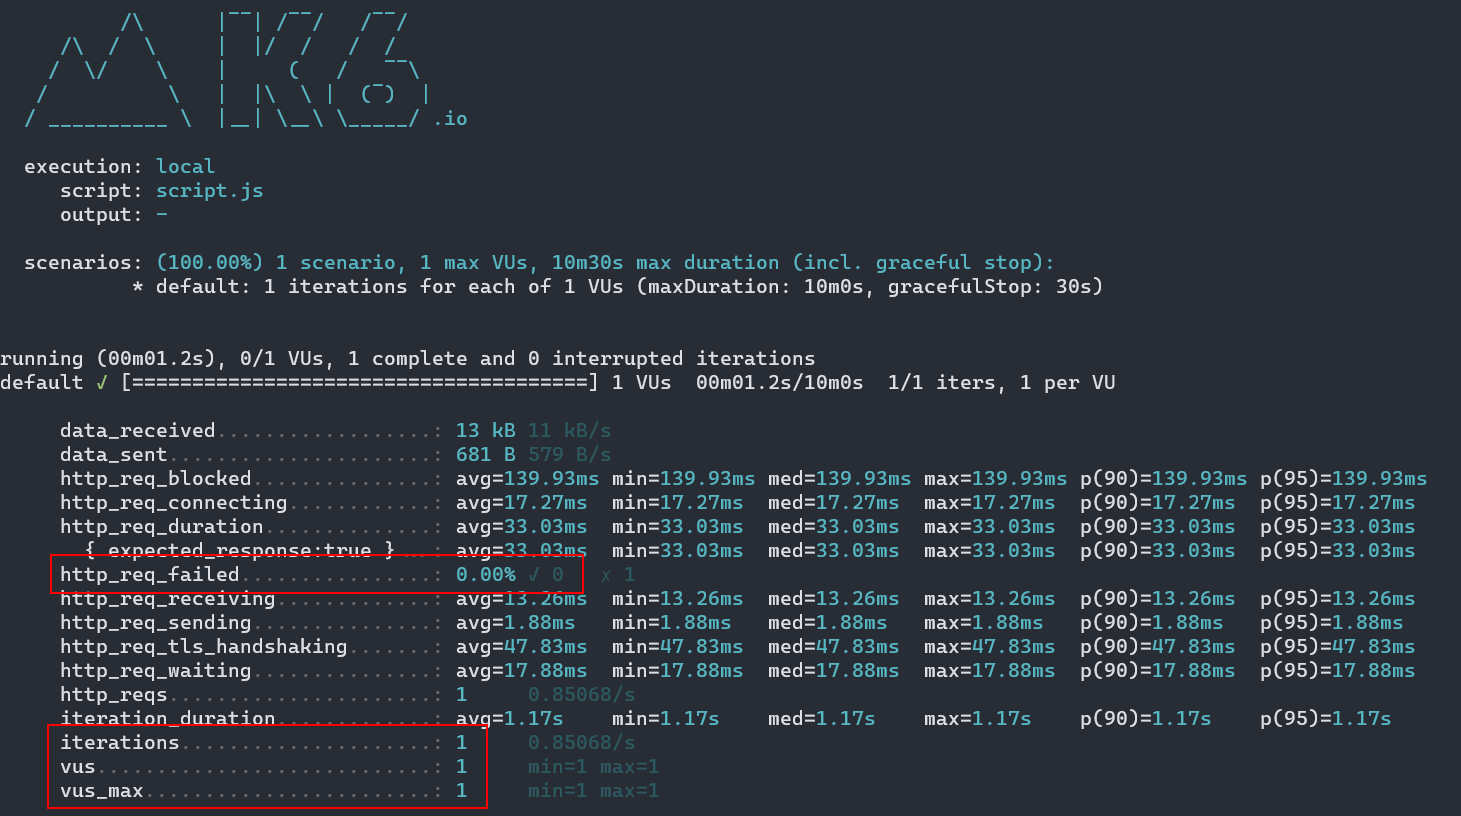 /\      |‾‾| /‾‾/   /‾‾/
     /\  /  \     |  |/  /   /  /
    /  \/    \    |     (   /   ‾‾\
   /          \   |  |\  \ |  (‾)  |
  / __________ \  |__| \__\ \_____/ .io
execution: local
script: script.js
output: -
scenarios: (100.00%) 1 scenario, 1 max VUs, 10m30s max duration (incl. graceful stop):
* default: 1 iterations for each of 1 VUs (maxDuration: 10m0s, gracefulStop: 30s)
running (00m01.2s), 0/1 VUs, 1 complete and 0 interrupted iterations
default ✓ [======================================] 1 VUs  00m01.2s/10m0s  1/1 iters, 1 per VU
data_received..................: 13 kB 11 kB/s
data_sent......................: 681 B 579 B/s
http_req_blocked...............: avg=139.93ms min=139.93ms med=139.93ms max=139.93ms p(90)=139.93ms p(95)=139.93ms
http_req_connecting............: avg=17.27ms  min=17.27ms  med=17.27ms  max=17.27ms  p(90)=17.27ms  p(95)=17.27ms
http_req_duration..............: avg=33.03ms  min=33.03ms  med=33.03ms  max=33.03ms  p(90)=33.03ms  p(95)=33.03ms
{ expected_response:true }...: avg=33.03ms  min=33.03ms  med=33.03ms  max=33.03ms  p(90)=33.03ms  p(95)=33.03ms
http_req_failed................: 0.00% ✓ 0   ✗ 1
http_req_receiving.............: avg=13.26ms  min=13.26ms  med=13.26ms  max=13.26ms  p(90)=13.26ms  p(95)=13.26ms
http_req_sending...............: avg=1.88ms   min=1.88ms   med=1.88ms   max=1.88ms   p(90)=1.88ms   p(95)=1.88ms
http_req_tls_handshaking.......: avg=47.83ms  min=47.83ms  med=47.83ms  max=47.83ms  p(90)=47.83ms  p(95)=47.83ms
http_req_waiting...............: avg=17.88ms  min=17.88ms  med=17.88ms  max=17.88ms  p(90)=17.88ms  p(95)=17.88ms
http_reqs......................: 1     0.85068/s
iteration_duration.............: avg=1.17s    min=1.17s    med=1.17s    max=1.17s    p(90)=1.17s    p(95)=1.17s
iterations.....................: 1     0.85068/s
vus............................: 1     min=1 max=1
vus_max........................: 1     min=1 max=1